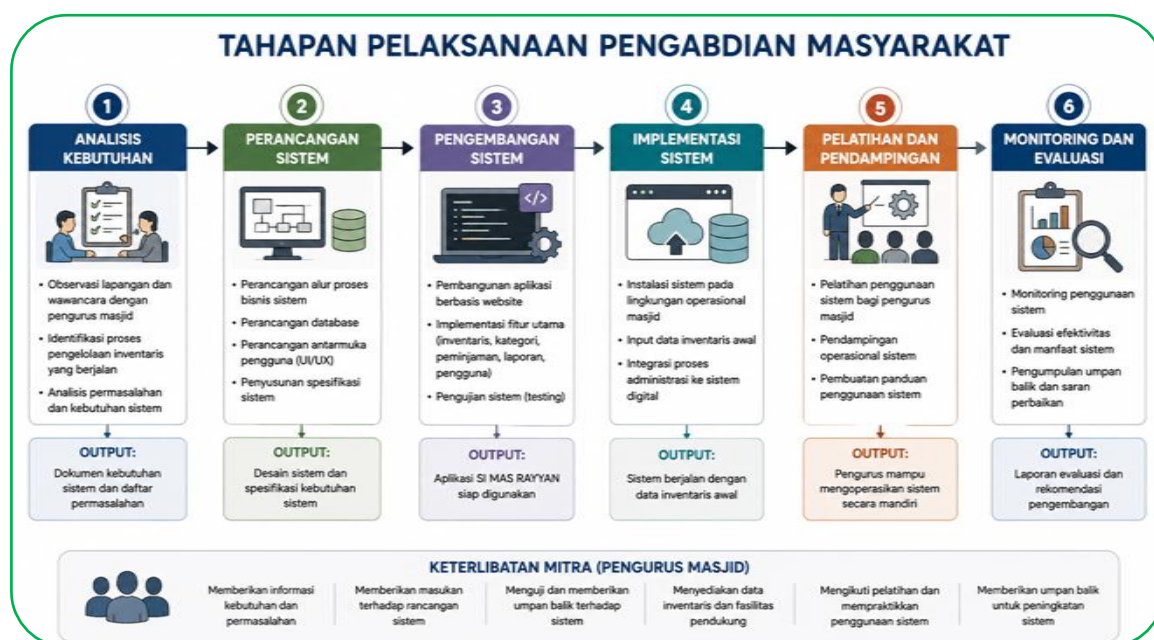 TAHAPAN PELAKSANAAN PENGABDIAN MASYARAKAT
1
ANALISIS
KEBUTUHAN
• Observasi lapangan dan
wawancara dengan
pengurus masjid
• Identifikasi proses
pengelolaan inventaris
yang berjalan
• Analisis permasalahan
dan kebutuhan sistem
OUTPUT:
Dokumen kebutuhan
sistem dan daftar
permasalahan
2
PERANCANGAN
SISTEM
• Perancangan alur proses
bisnis sistem
• Perancangan database
• Perancangan antarmuka
pengguna (UI/UX)
• Penyusunan spesifikasi
sistem
OUTPUT:
Desain sistem dan
spesifikasi kebutuhan
sistem
3
PENGEMBANGAN
SISTEM
</>
• Pembangunan aplikasi
berbasis website
• Implementasi fitur utama
(inventaris, kategori,
peminjaman, laporan,
pengguna)
• Pengujian sistem (testing)
OUTPUT:
Aplikasi SI MAS RAYYAN
siap digunakan
4
IMPLEMENTASI
SISTEM
• Instalasi sistem pada
lingkungan operasional
masjid
• Input data inventaris awal
• Integrasi proses
administrasi ke sistem
digital
OUTPUT:
Sistem berjalan dengan
data inventaris awal
5
PELATIHAN DAN
PENDAMPINGAN
• Pelatihan penggunaan
sistem bagi pengurus
masjid
• Pendampingan
operasional sistem
• Pembuatan panduan
penggunaan sistem
OUTPUT:
Pengurus mampu
mengoperasikan sistem
secara mandiri
6
MONITORING DAN
EVALUASI
• Monitoring penggunaan
sistem
• Evaluasi efektivitas
dan manfaat sistem
• Pengumpulan umpan
balik dan saran
perbaikan
OUTPUT:
Laporan evaluasi dan
rekomendasi
pengembangan
KETERLIBATAN MITRA (PENGURUS MASJID)
Memberikan informasi
kebutuhan dan
permasalahan
Memberikan masukan
terhadap rancangan
sistem
Menguji dan memberikan
umpan balik terhadap
sistem
Menyediakan data
inventaris dan fasilitas
pendukung
Mengikuti pelatihan dan
mempraktikkan
penggunaan sistem
Memberikan umpan balik
untuk peningkatan
sistem